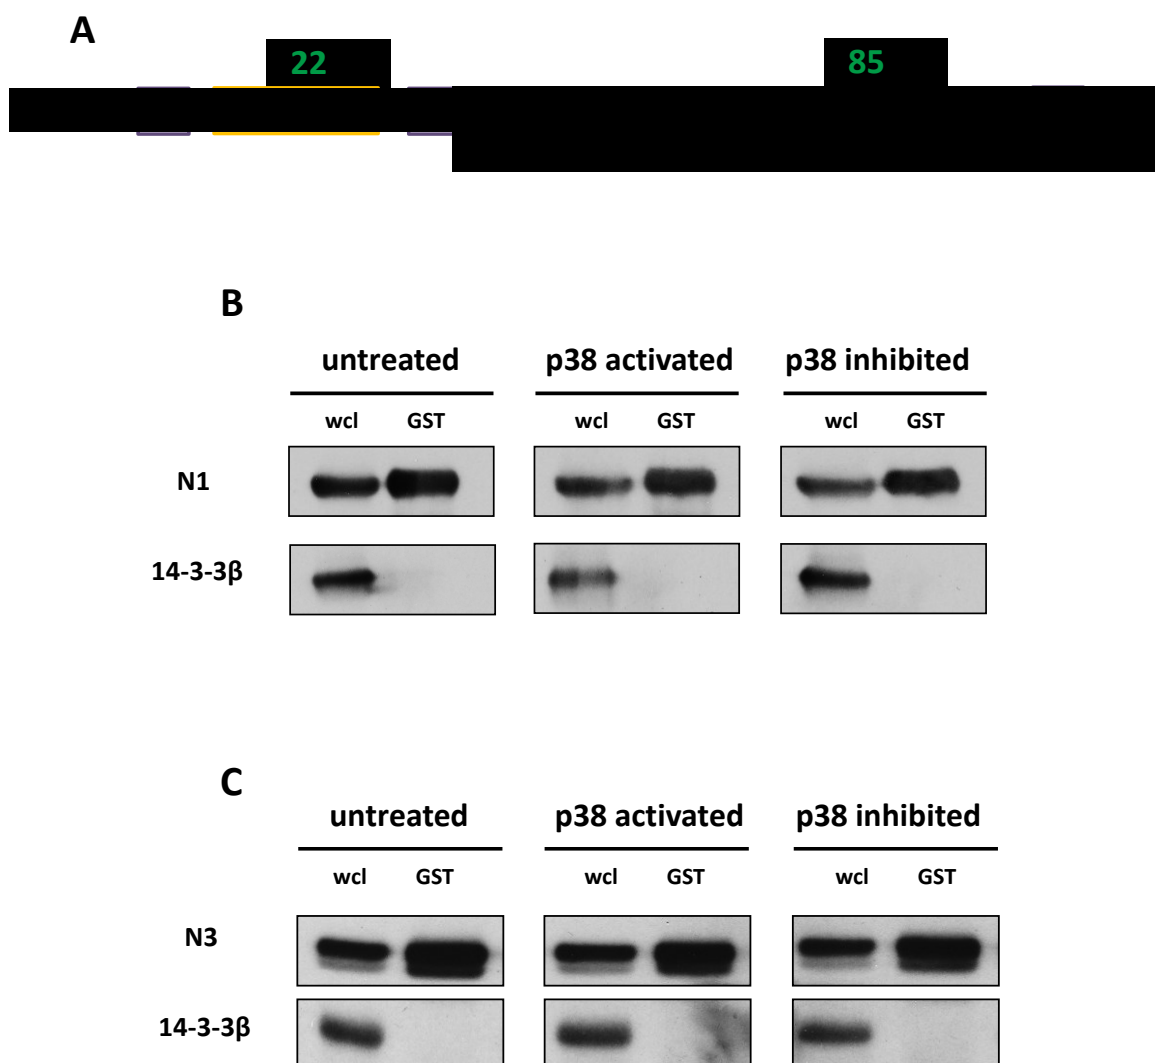 A
22 85
B
untreated p38 activated p38 inhibited
wcl GST wcl GST wcl GST
N1
14-3-3β
C
untreated p38 activated p38 inhibited
wcl GST wcl GST wcl GST
N3
14-3-3β